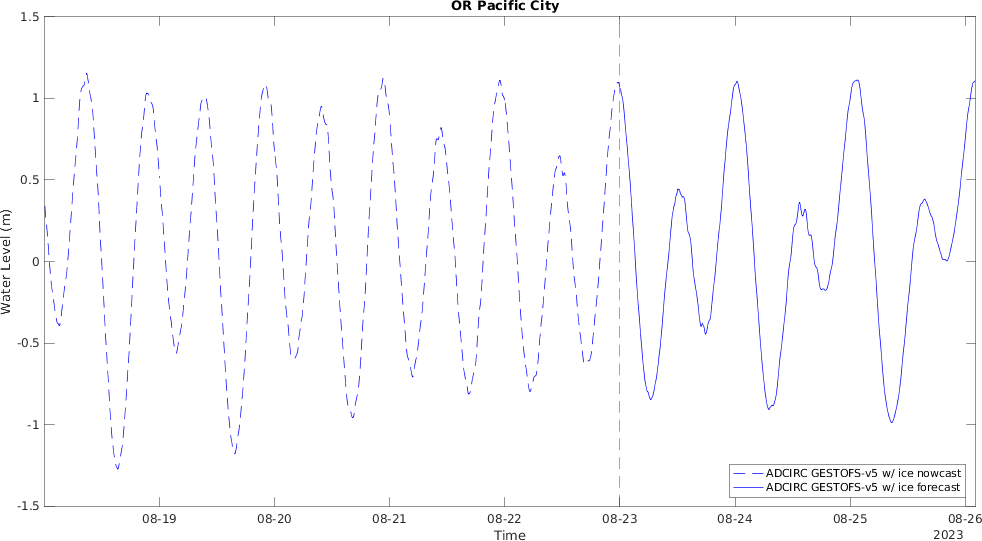 OR Pacific City
1.5
1
0.5
0
-0.5
-1
-1.5
Water Level (m)
08-19 08-20 08-21 08-22 08-23 08-24 08-25 08-26
Time
2023
ADCIRC GESTOFS-v5 w/ ice nowcast
ADCIRC GESTOFS-v5 w/ ice forecast